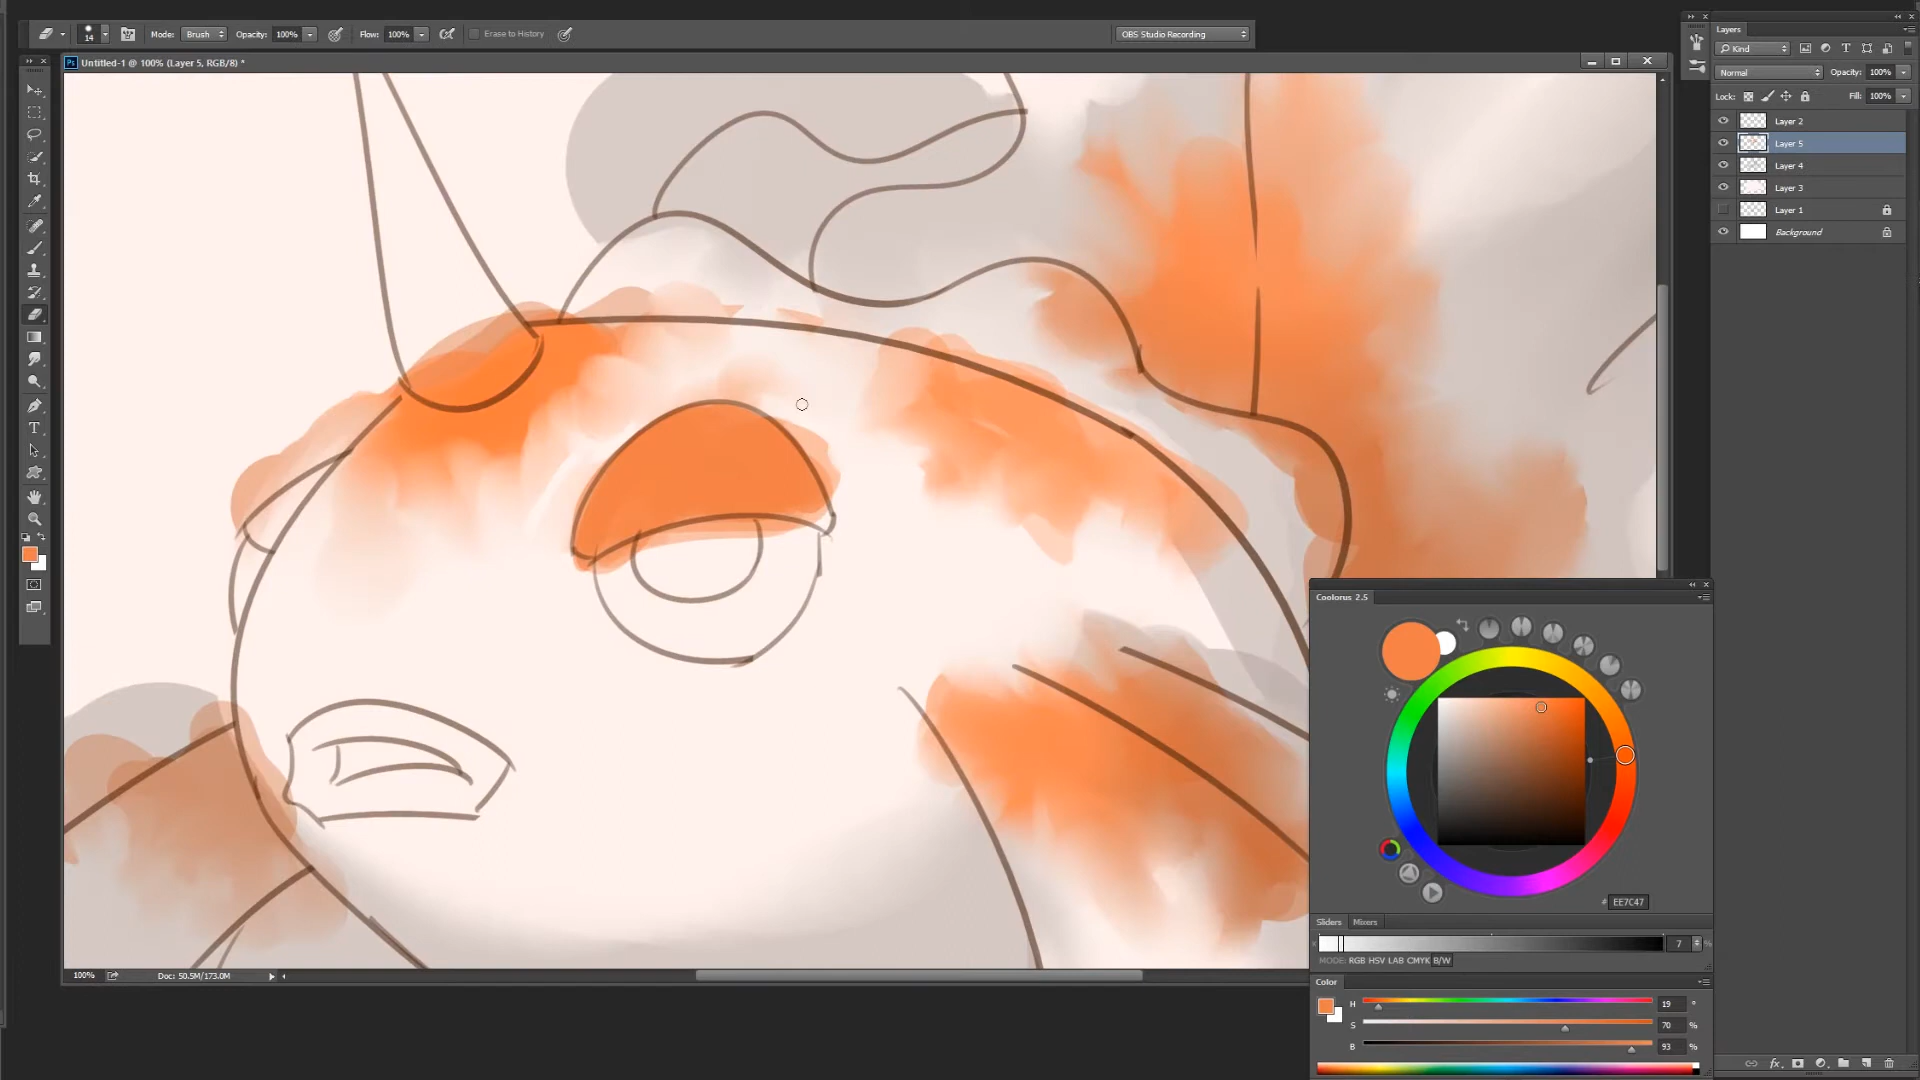 14
Mode: Brush
Opacity: 100%
Flow: 100%
Erase to History
OBS Studio Recording
Ps Untitled-1 @ 100% (Layer 5, RGB/8) *
Layers
Kind
Normal
Opacity: 100%
Lock:
Fill: 100%
Layer 2
Layer 5
Layer 4
Layer 3
Layer 1
Background
T
100%
Doc: 50.5M/173.0M
Coolorus 2.5
# EE7C47
Sliders
Mixers
7 %
MODE: RGB HSV LAB CMYK B/W
Color
H 19 °
S 70 %
B 93 %
fx